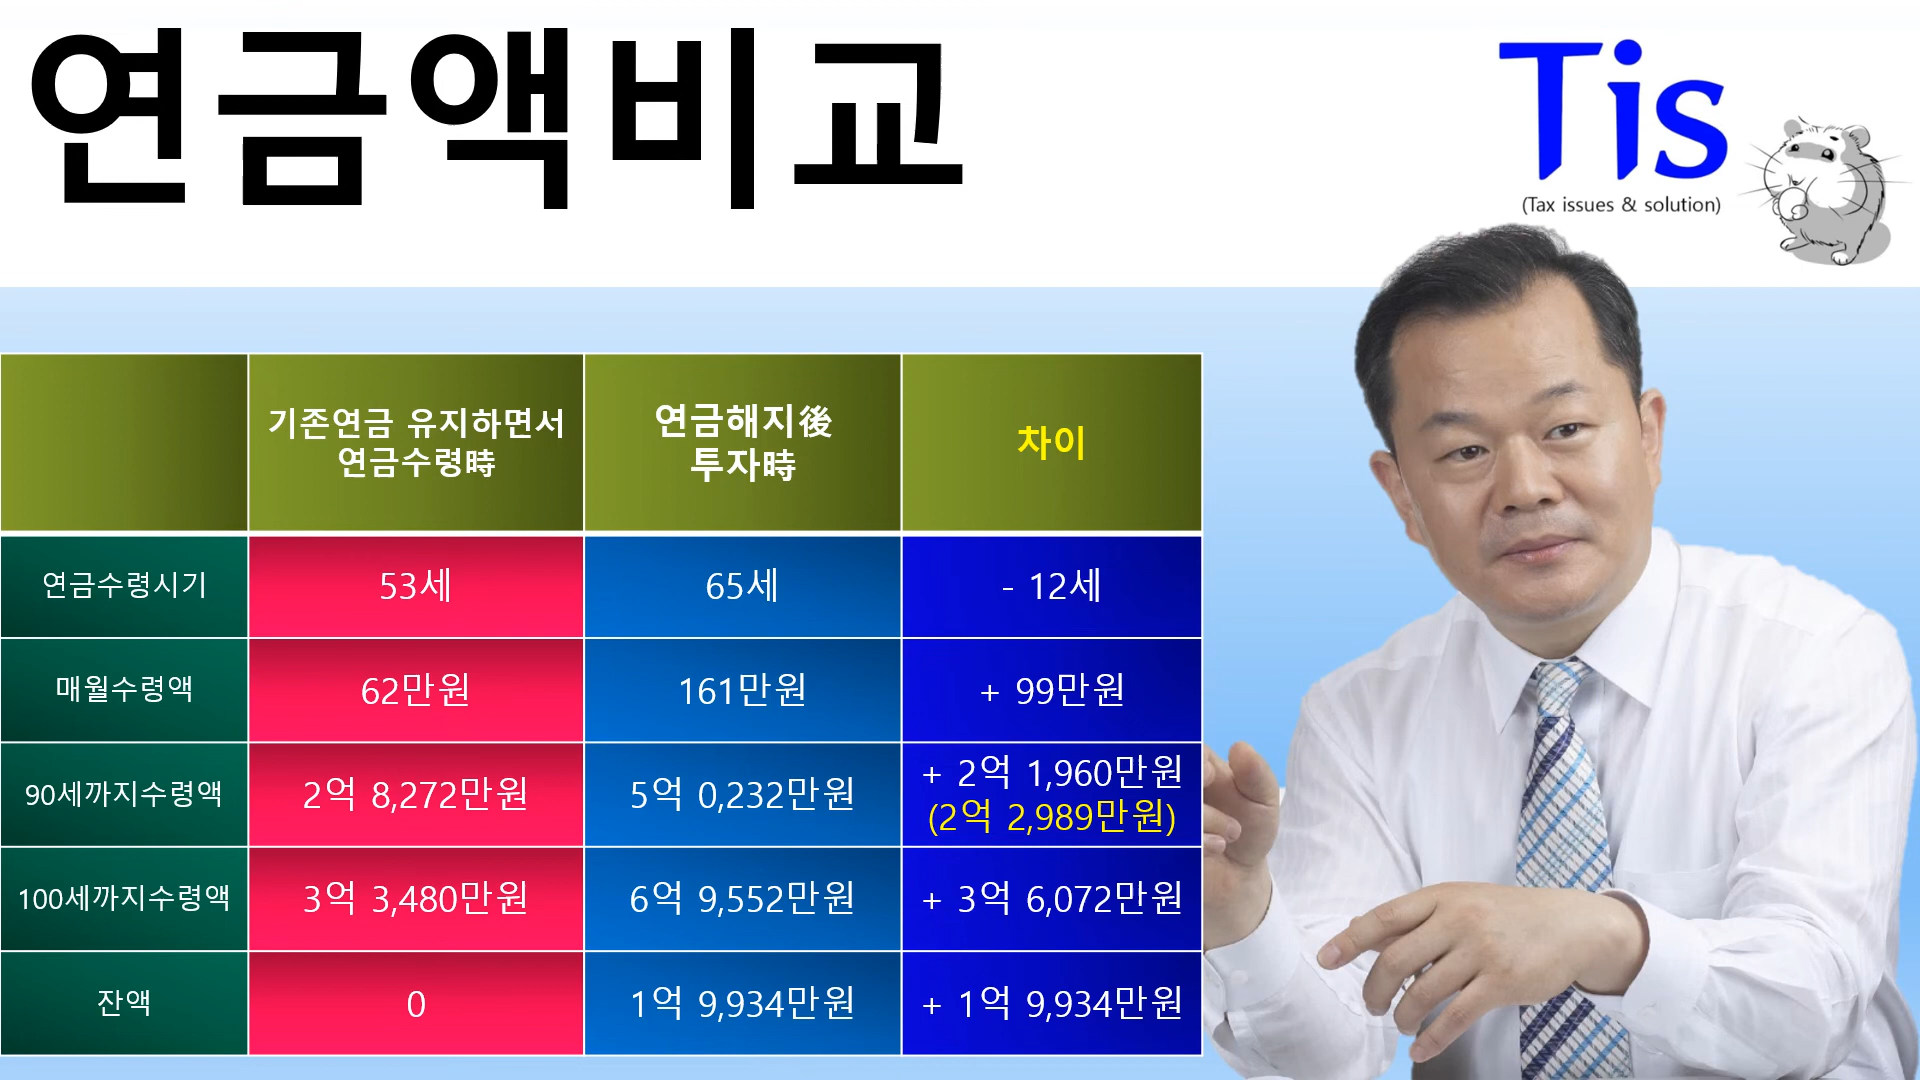 연금액비교
Tis
(Tax issues & solution)
기존연금 유지하면서
연금수령時
연금해지後
투자時
차이
연금수령시기
53세
65세
- 12세
매월수령액
62만원
161만원
+ 99만원
90세까지수령액
2억 8,272만원
5억 0,232만원
+ 2억 1,960만원
(2억 2,989만원)
100세까지수령액
3억 3,480만원
6억 9,552만원
+ 3억 6,072만원
잔액
0
1억 9,934만원
+ 1억 9,934만원